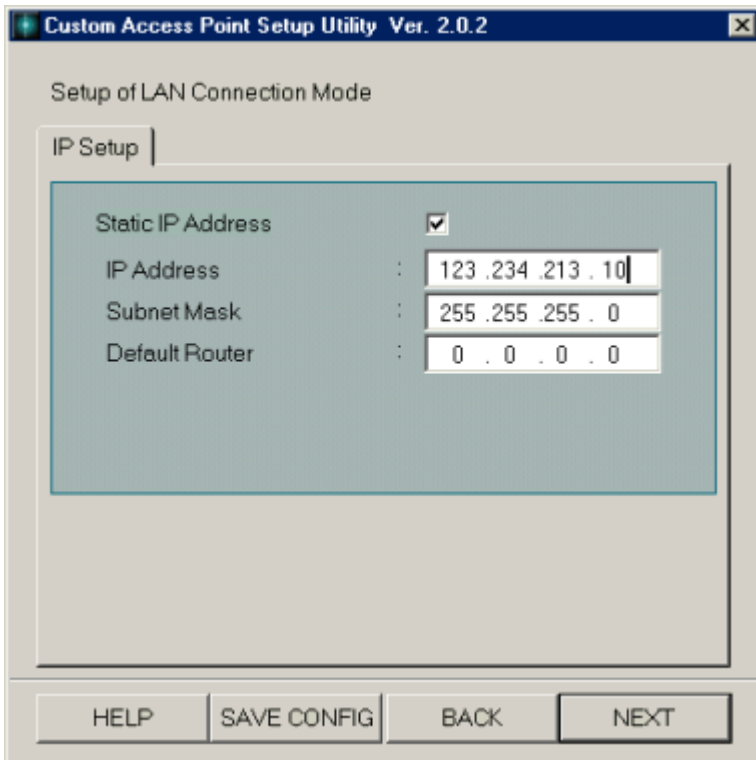 Custom Access Point Setup Utility Ver. 2.0.2
Setup of LAN Connection Mode
IP Setup
Static IP Address
IP Address : 123 .234 .213 . 10
Subnet Mask : 255 .255 .255 . 0
Default Router : 0 . 0 . 0 . 0
HELP SAVE CONFIG BACK NEXT